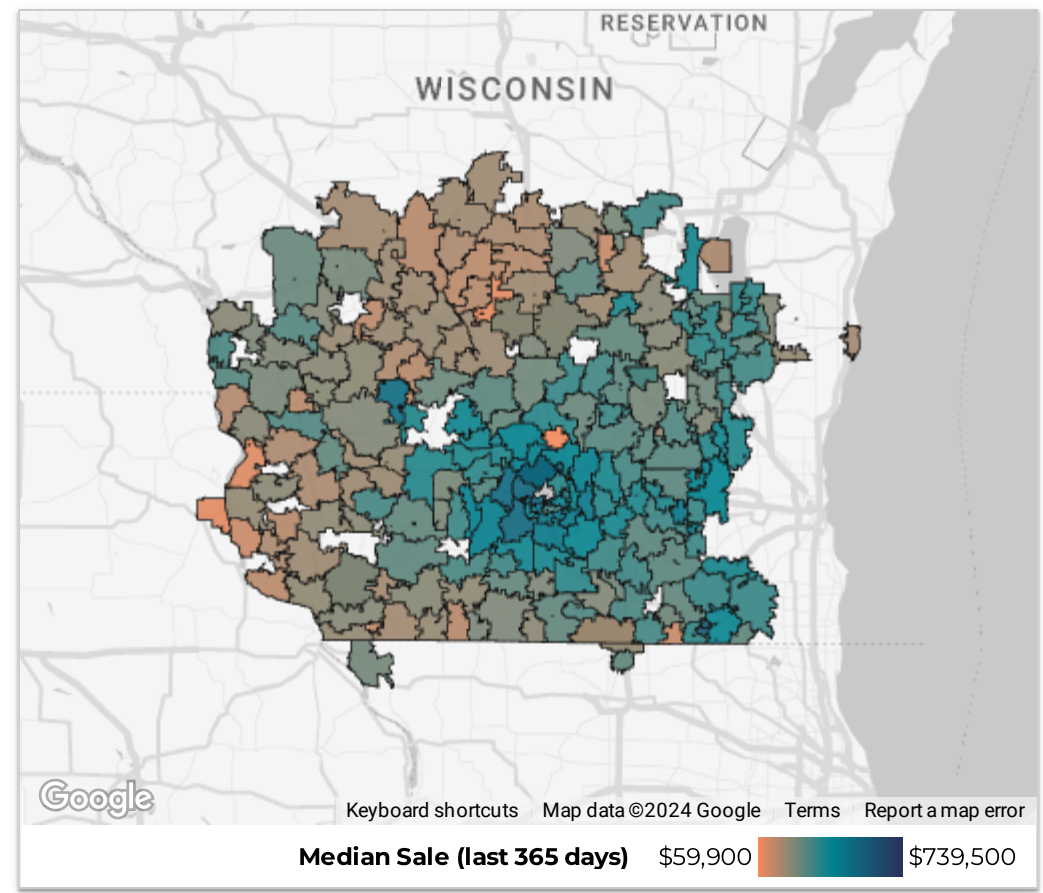 RESERVATION
WISCONSIN
Google
Keyboard shortcuts Map data ©2024 Google Terms Report a map error
Median Sale (last 365 days) $59,900 $739,500